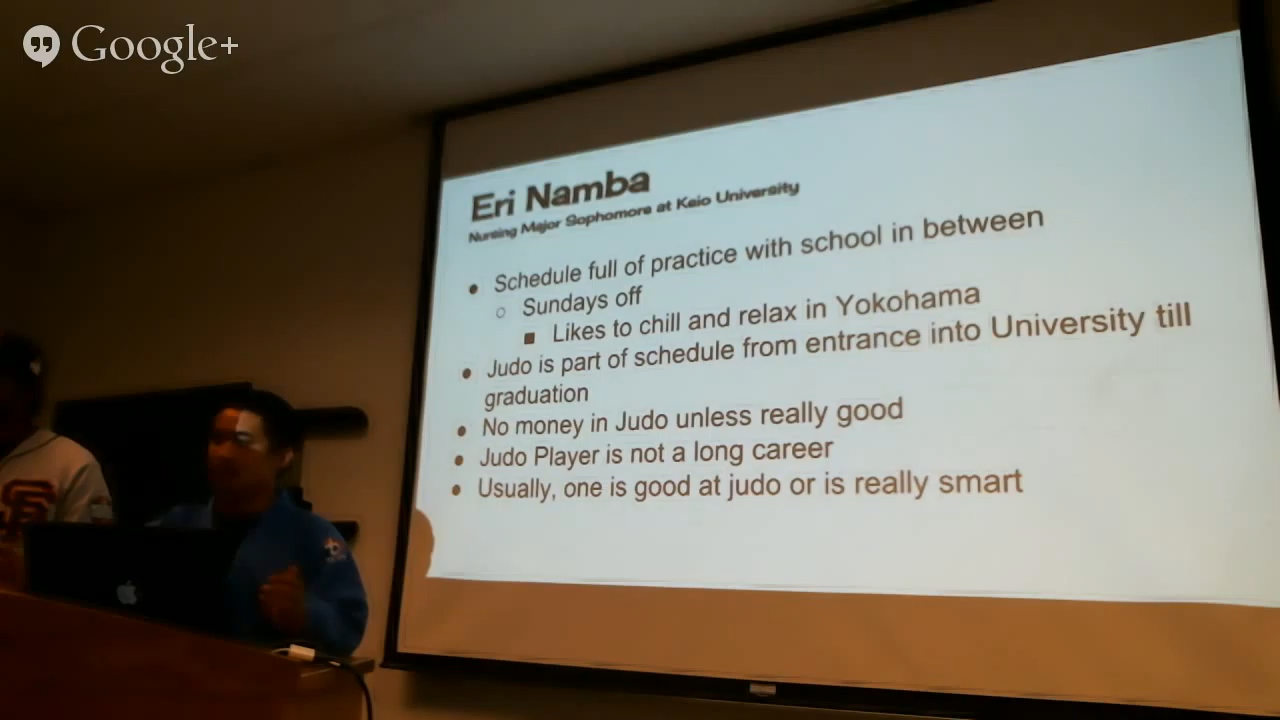 Google+
Eri Namba
Nursing Major Sophomore at Keio University
• Schedule full of practice with school in between
○ Sundays off
■ Likes to chill and relax in Yokohama
• Judo is part of schedule from entrance into University till
graduation
• No money in Judo unless really good
• Judo Player is not a long career
• Usually, one is good at judo or is really smart
SF